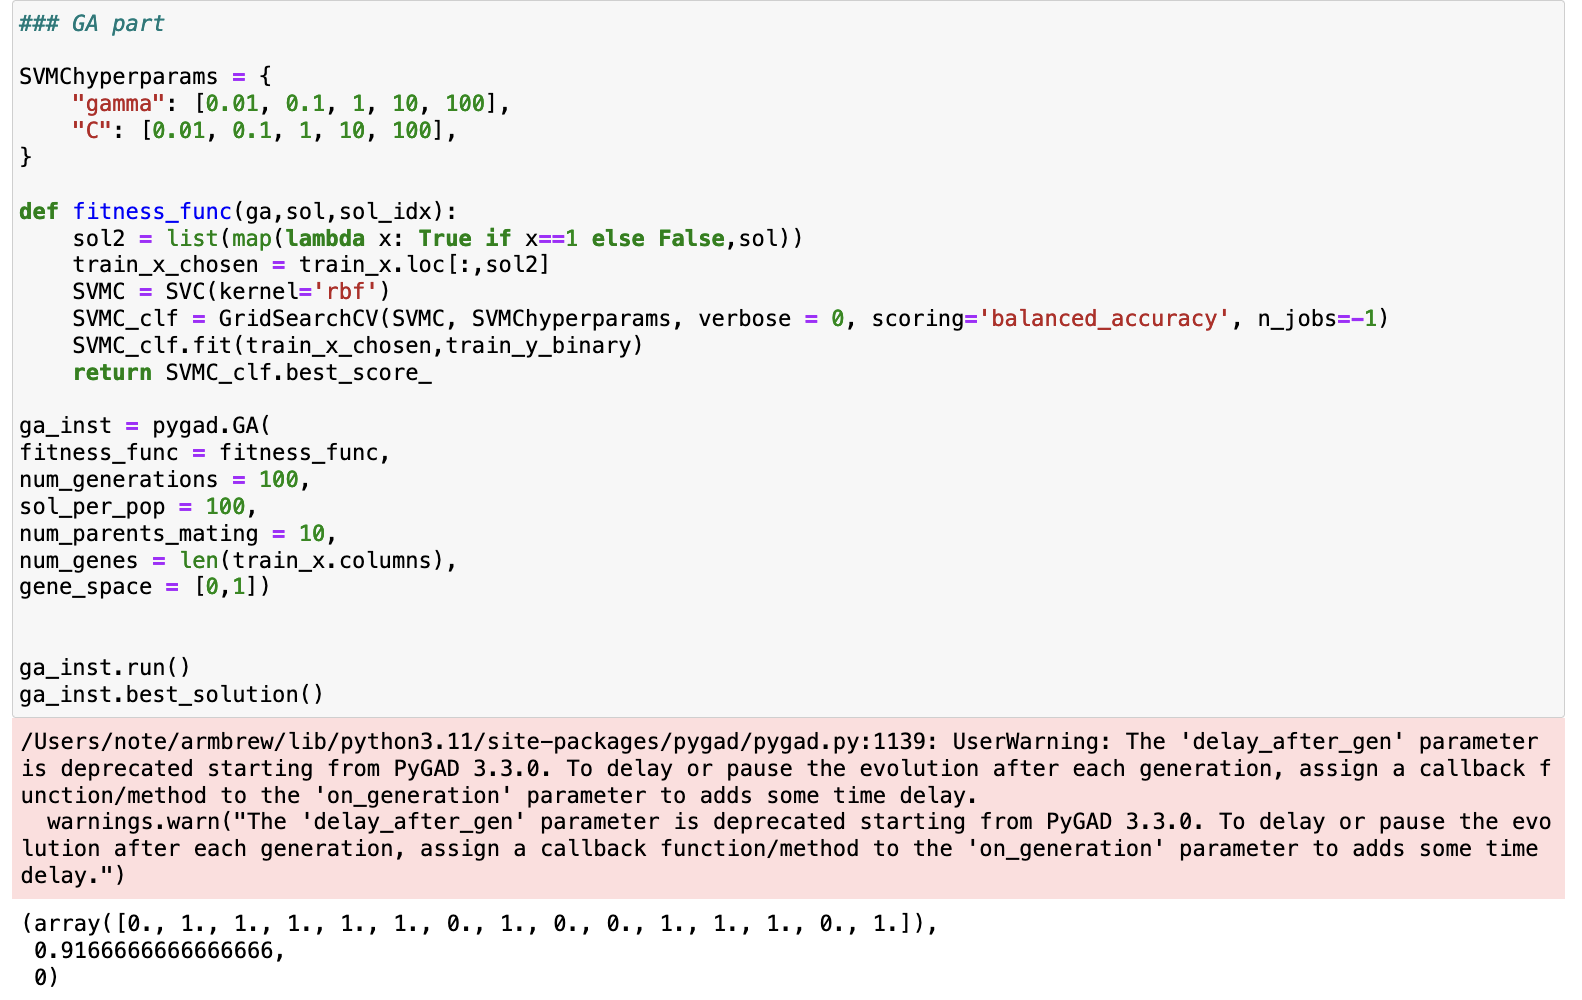 ### GA part
SVMChyperparams = {
    "gamma": [0.01, 0.1, 1, 10, 100],
    "C": [0.01, 0.1, 1, 10, 100],
}
def fitness_func(ga,sol,sol_idx):
    sol2 = list(map(lambda x: True if x==1 else False,sol))
    train_x_chosen = train_x.loc[:,sol2]
    SVMC = SVC(kernel='rbf')
    SVMC_clf = GridSearchCV(SVMC, SVMChyperparams, verbose = 0, scoring='balanced_accuracy', n_jobs=-1)
    SVMC_clf.fit(train_x_chosen,train_y_binary)
    return SVMC_clf.best_score_
ga_inst = pygad.GA(
fitness_func = fitness_func,
num_generations = 100,
sol_per_pop = 100,
num_parents_mating = 10,
num_genes = len(train_x.columns),
gene_space = [0,1])
ga_inst.run()
ga_inst.best_solution()
/Users/note/armbrew/lib/python3.11/site-packages/pygad/pygad.py:1139: UserWarning: The 'delay_after_gen' parameter
is deprecated starting from PyGAD 3.3.0. To delay or pause the evolution after each generation, assign a callback f
unction/method to the 'on_generation' parameter to adds some time delay.
  warnings.warn("The 'delay_after_gen' parameter is deprecated starting from PyGAD 3.3.0. To delay or pause the evo
lution after each generation, assign a callback function/method to the 'on_generation' parameter to adds some time
delay.")
(array([0., 1., 1., 1., 1., 1., 0., 1., 0., 0., 1., 1., 1., 0., 1.]),
 0.9166666666666666,
 0)